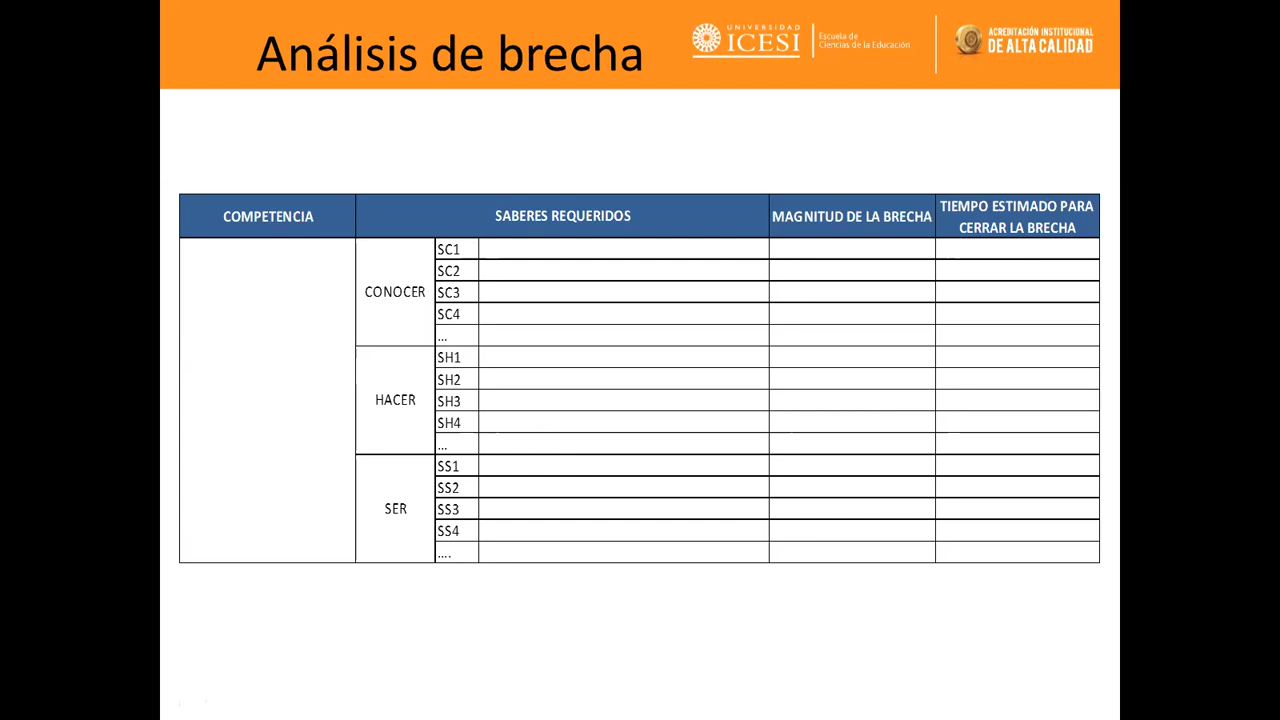 Análisis de brecha
UNIVERSIDAD
ICESI
Escuela de
Ciencias de la Educación
ACREDITACIÓN INSTITUCIONAL
DE ALTA CALIDAD
COMPETENCIA
SABERES REQUERIDOS
MAGNITUD DE LA BRECHA
TIEMPO ESTIMADO PARA
CERRAR LA BRECHA
CONOCER
SC1
SC2
SC3
SC4
...
HACER
SH1
SH2
SH3
SH4
...
SER
SS1
SS2
SS3
SS4
....